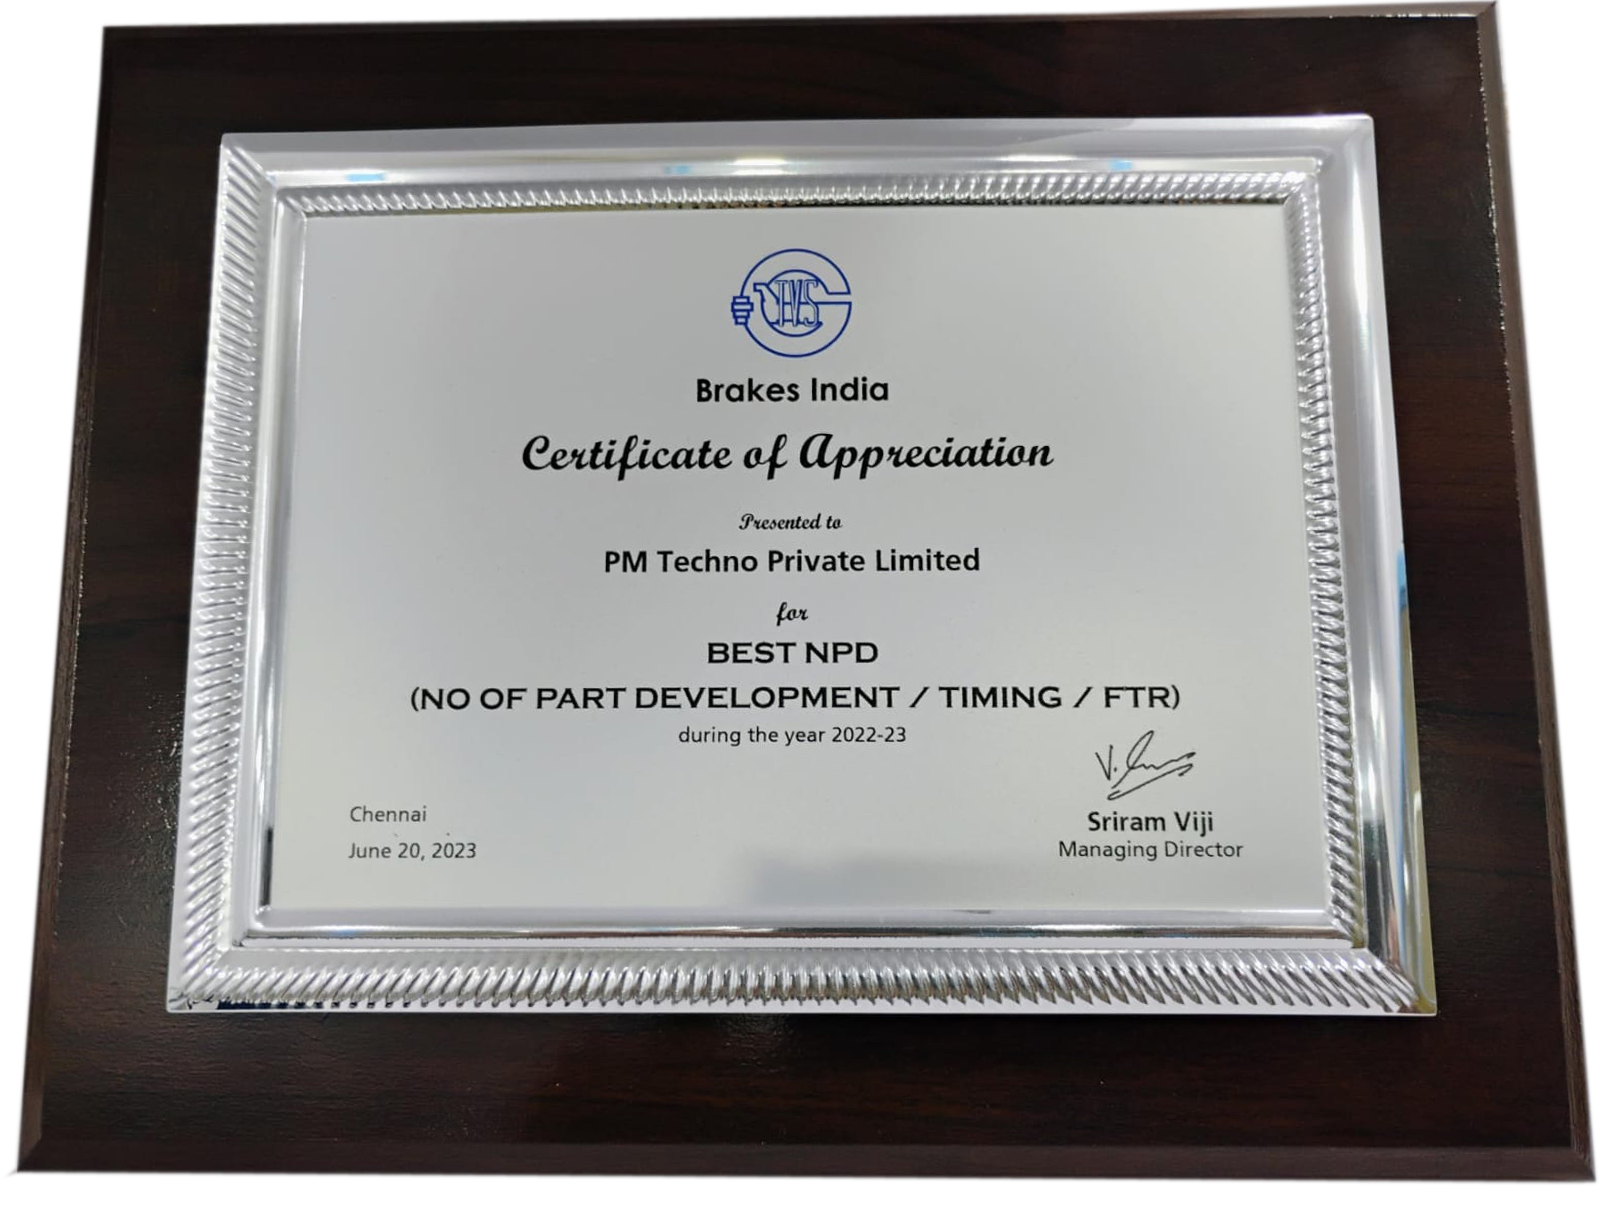 TVS
Brakes India
Certificate of Appreciation
Presented to
PM Techno Private Limited
for
BEST NPD
(NO OF PART DEVELOPMENT / TIMING / FTR)
during the year 2022-23
Chennai
June 20, 2023
Sriram Viji
Managing Director